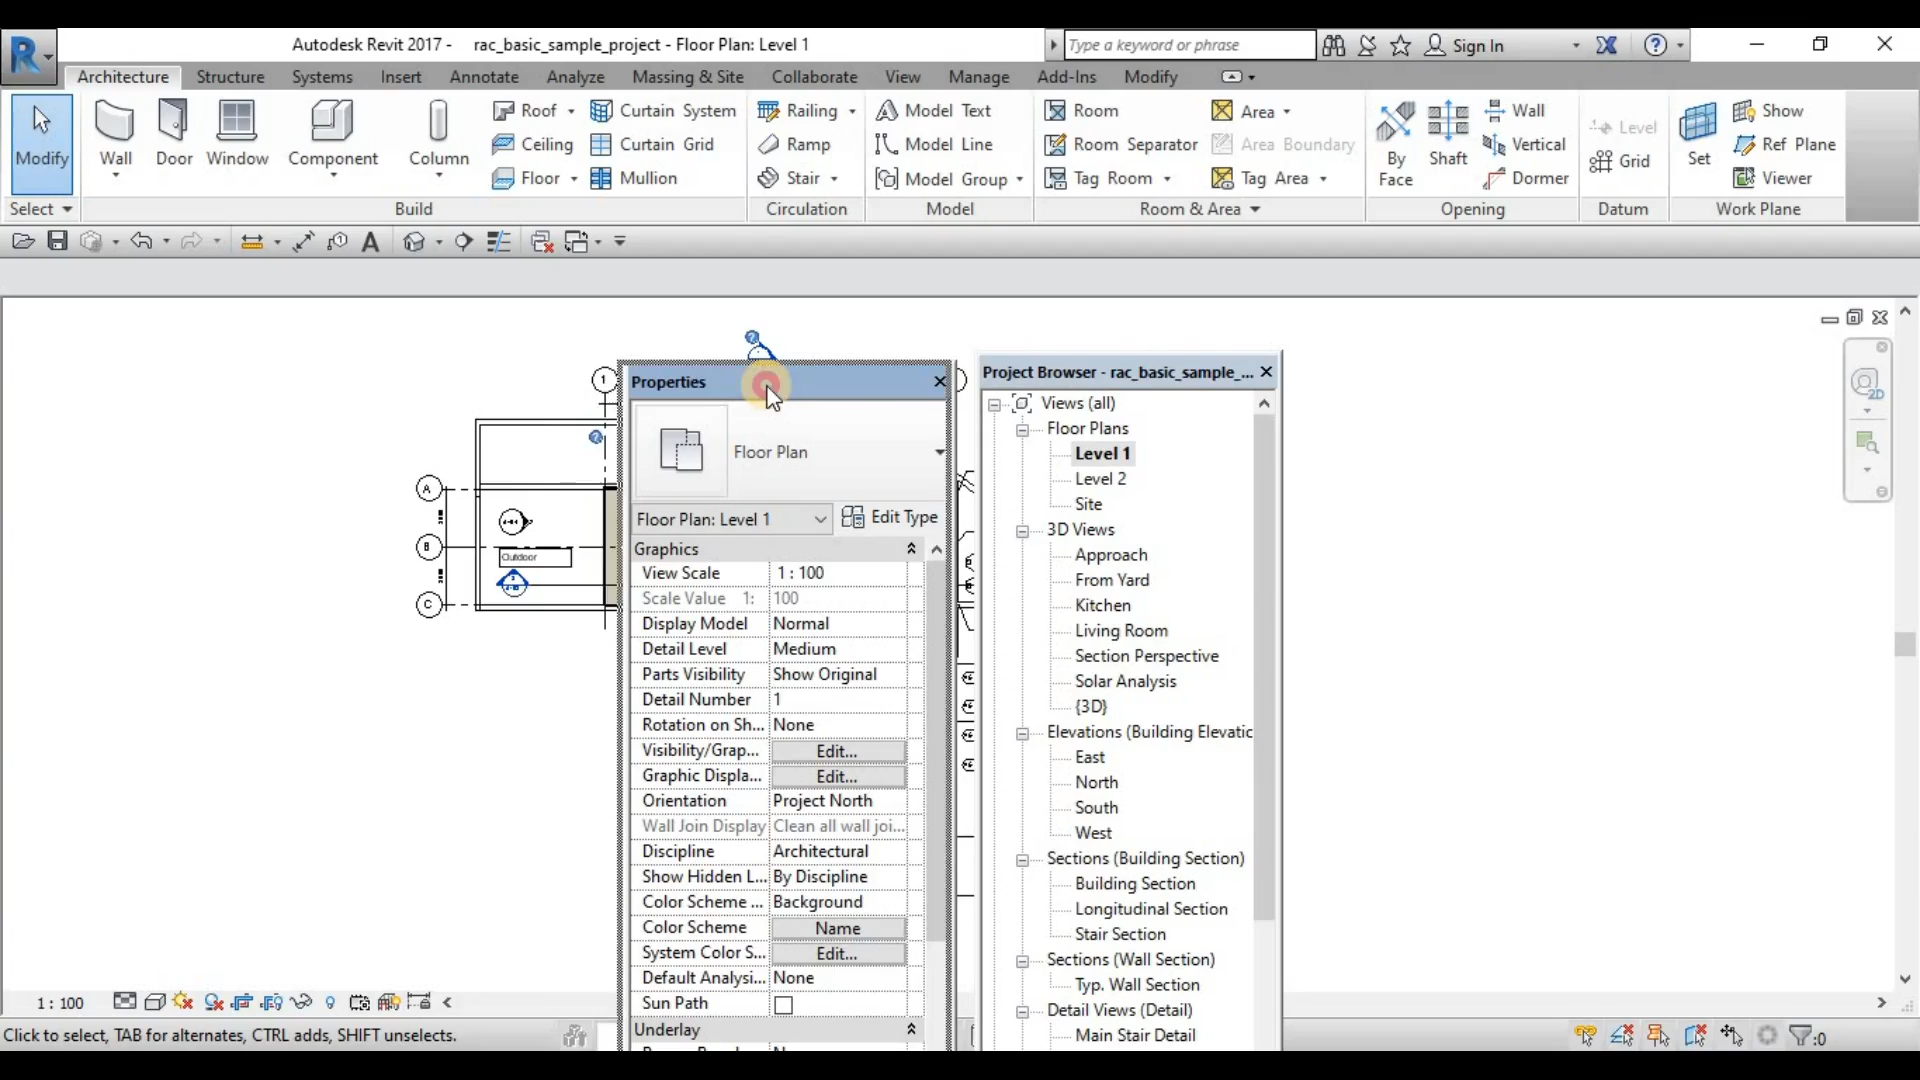 Autodesk Revit 2017 - rac_basic_sample_project - Floor Plan: Level 1
Type a keyword or phrase
Sign In
Architecture Structure Systems Insert Annotate Analyze Massing & Site Collaborate View Manage Add-Ins Modify
Modify
Wall
Door
Window
Component
Column
Roof
Ceiling
Floor
Curtain System
Curtain Grid
Mullion
Railing
Ramp
Stair
Model Text
Model Line
Model Group
Room
Room Separator
Tag Room
Area
Area Boundary
Tag Area
By Face
Shaft
Wall
Vertical
Dormer
Level
Grid
Set
Show
Ref Plane
Viewer
Select Build Circulation Model Room & Area Opening Datum Work Plane
1
A
B
C
Outdoor
Properties
Floor Plan
Floor Plan: Level 1 Edit Type
Graphics
View Scale 1 : 100
Scale Value 1: 100
Display Model Normal
Detail Level Medium
Parts Visibility Show Original
Detail Number 1
Rotation on Sh... None
Visibility/Grap... Edit...
Graphic Displa... Edit...
Orientation Project North
Wall Join Display Clean all wall joi...
Discipline Architectural
Show Hidden L... By Discipline
Color Scheme ... Background
Color Scheme Name
System Color S... Edit...
Default Analysi... None
Sun Path
Underlay
Project Browser - rac_basic_sample_...
Views (all)
Floor Plans
Level 1
Level 2
Site
3D Views
Approach
From Yard
Kitchen
Living Room
Section Perspective
Solar Analysis
{3D}
Elevations (Building Elevatic
East
North
South
West
Sections (Building Section)
Building Section
Longitudinal Section
Stair Section
Sections (Wall Section)
Typ. Wall Section
Detail Views (Detail)
Main Stair Detail
2D
1 : 100
Click to select, TAB for alternates, CTRL adds, SHIFT unselects.
:0